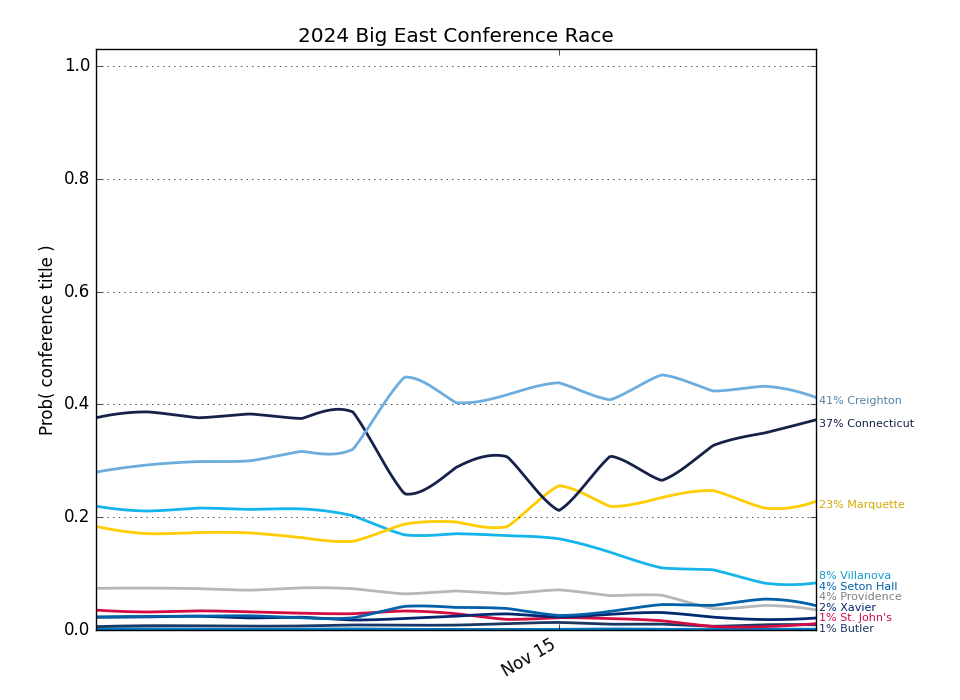 2024 Big East Conference Race
Prob( conference title )
1.0
0.8
0.6
0.4
0.2
0.0
Nov 15
41% Creighton
37% Connecticut
23% Marquette
8% Villanova
4% Seton Hall
4% Providence
2% Xavier
1% St. John's
1% Butler